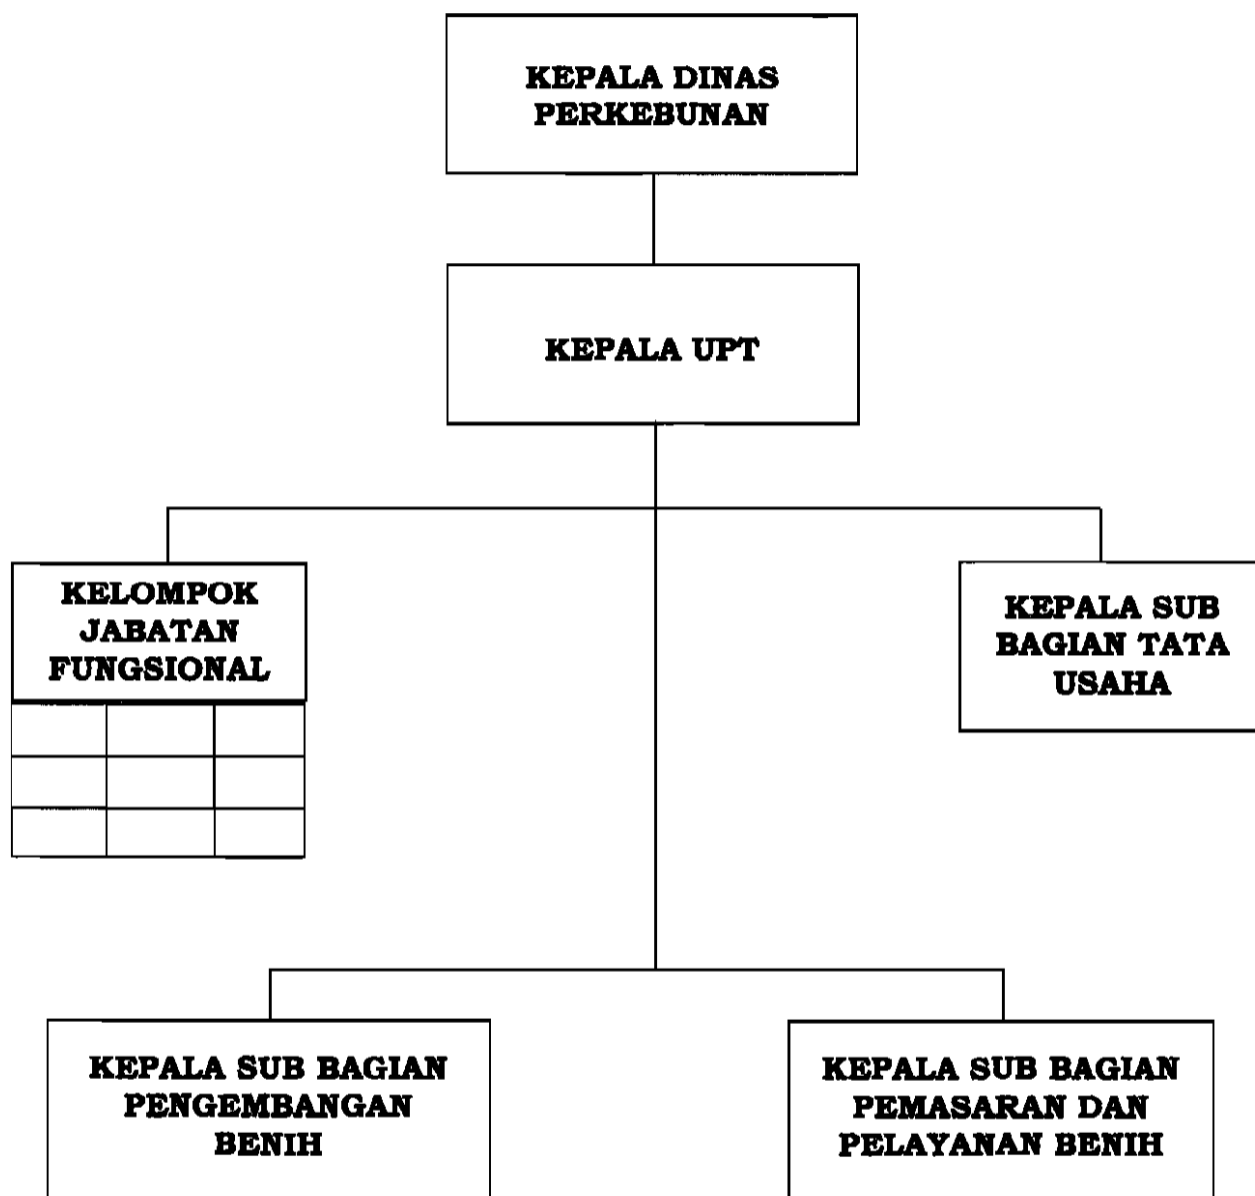 KEPALA DINAS
PERKEBUNAN
KEPALA UPT
KELOMPOK
JABATAN
FUNGSIONAL
KEPALA SUB
BAGIAN TATA
USAHA
KEPALA SUB BAGIAN
PENGEMBANGAN
BENIH
KEPALA SUB BAGIAN
PEMASARAN DAN
PELAYANAN BENIH